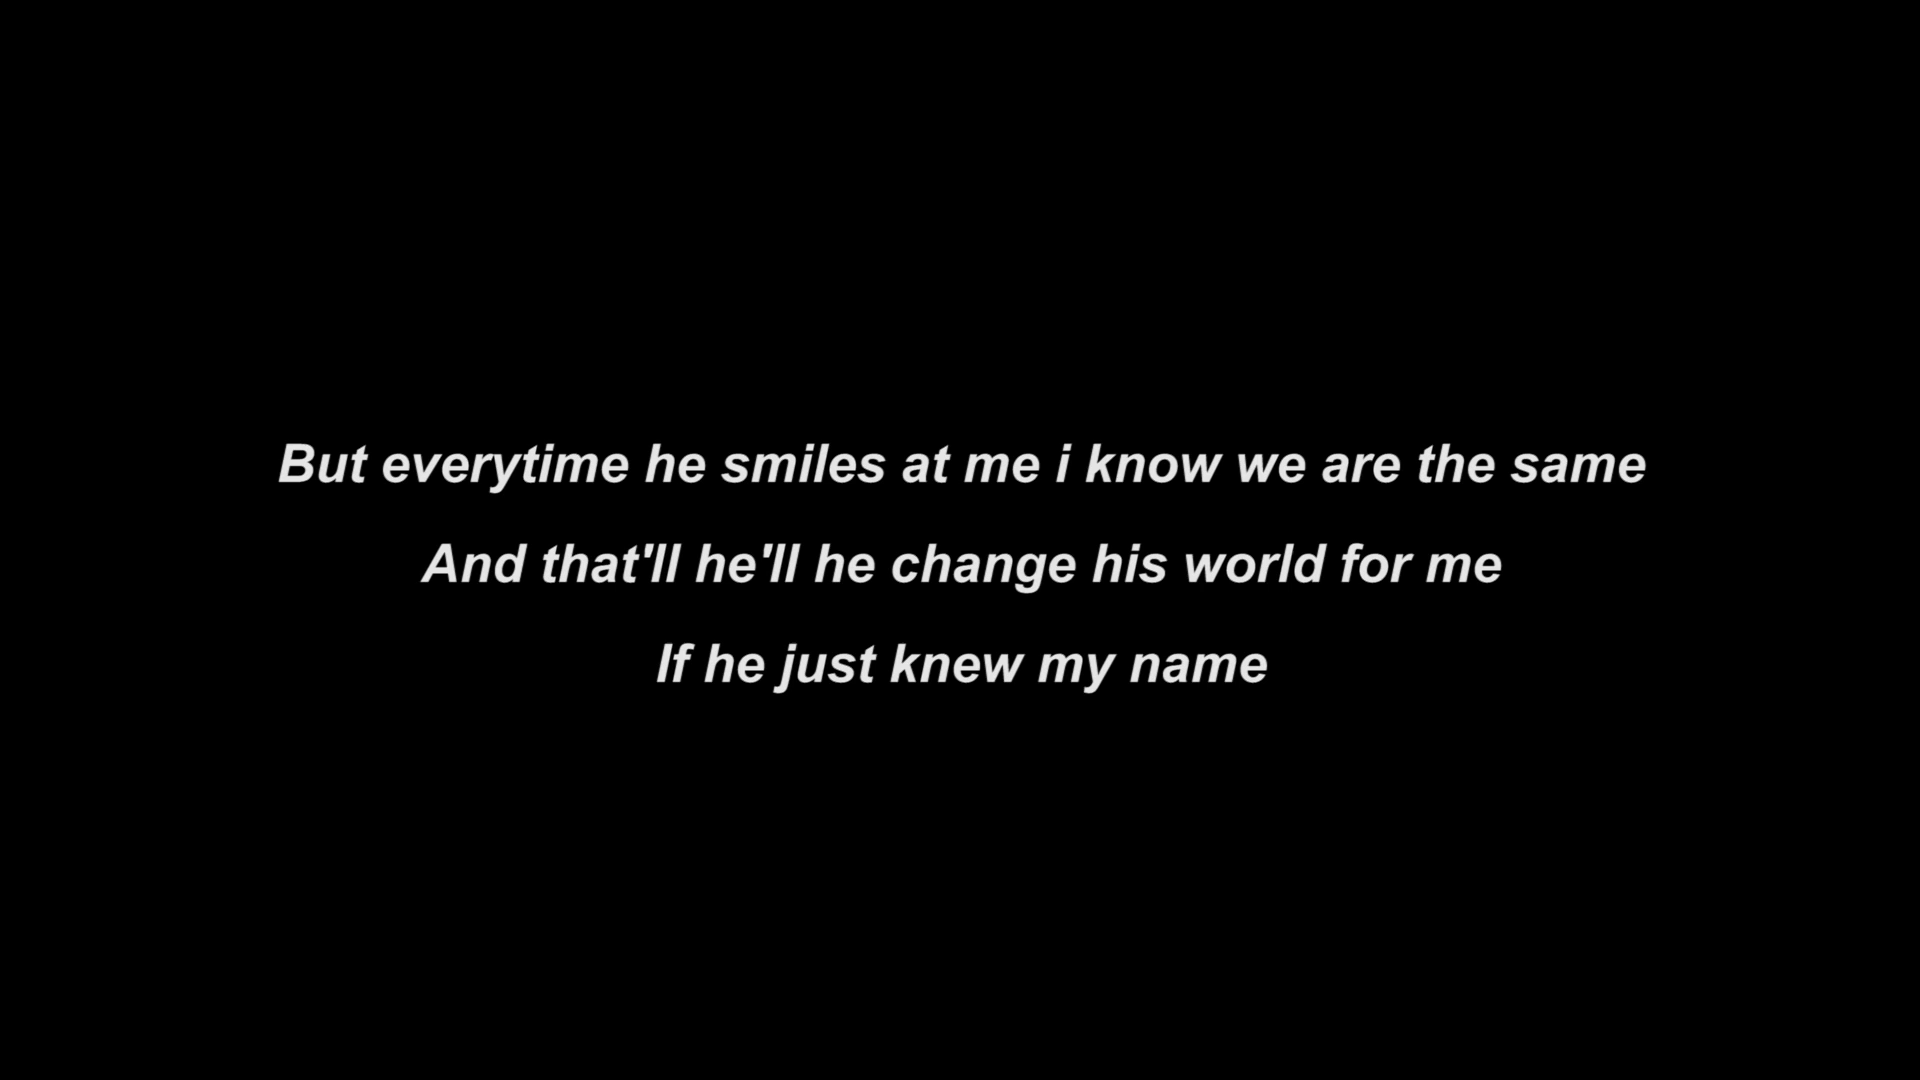 But everytime he smiles at me i know we are the same
And that'll he'll he change his world for me
If he just knew my name